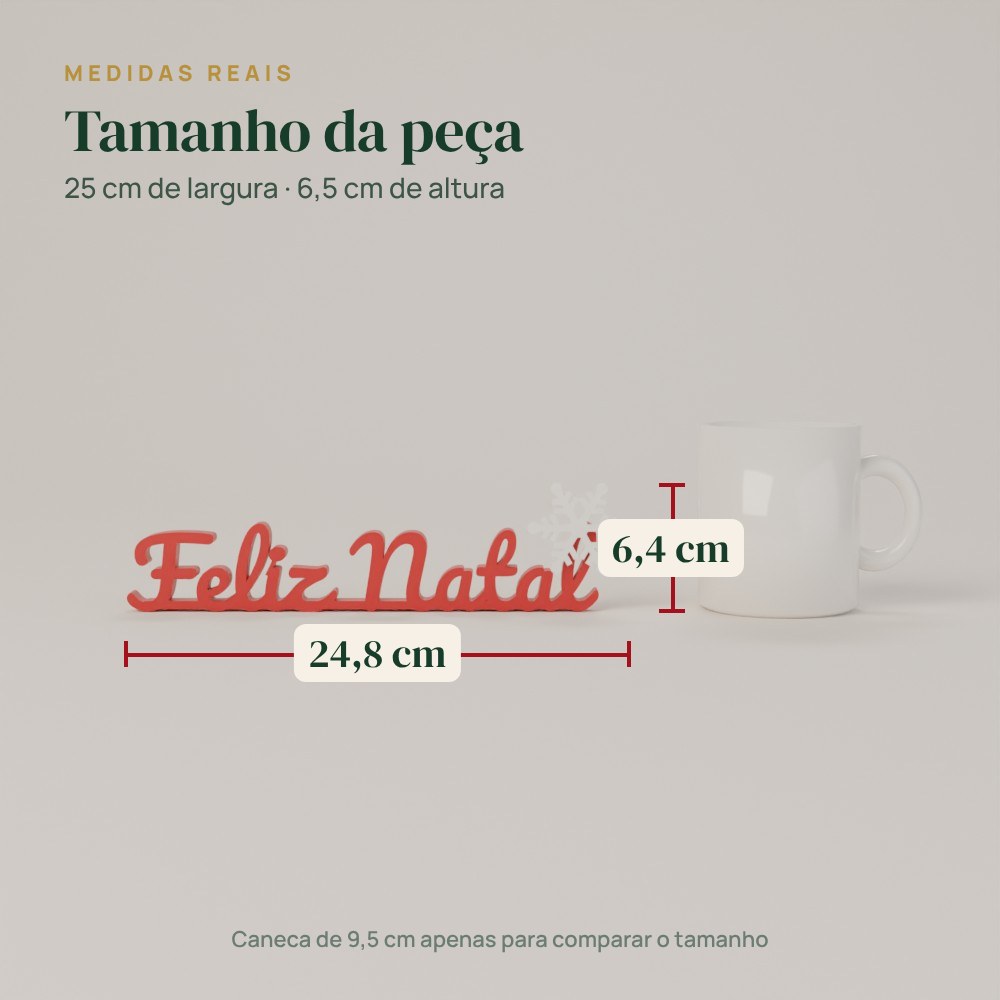 MEDIDAS REAIS
Tamanho da peça
25 cm de largura · 6,5 cm de altura
Feliz Natal
6,4 cm
24,8 cm
Caneca de 9,5 cm apenas para comparar o tamanho